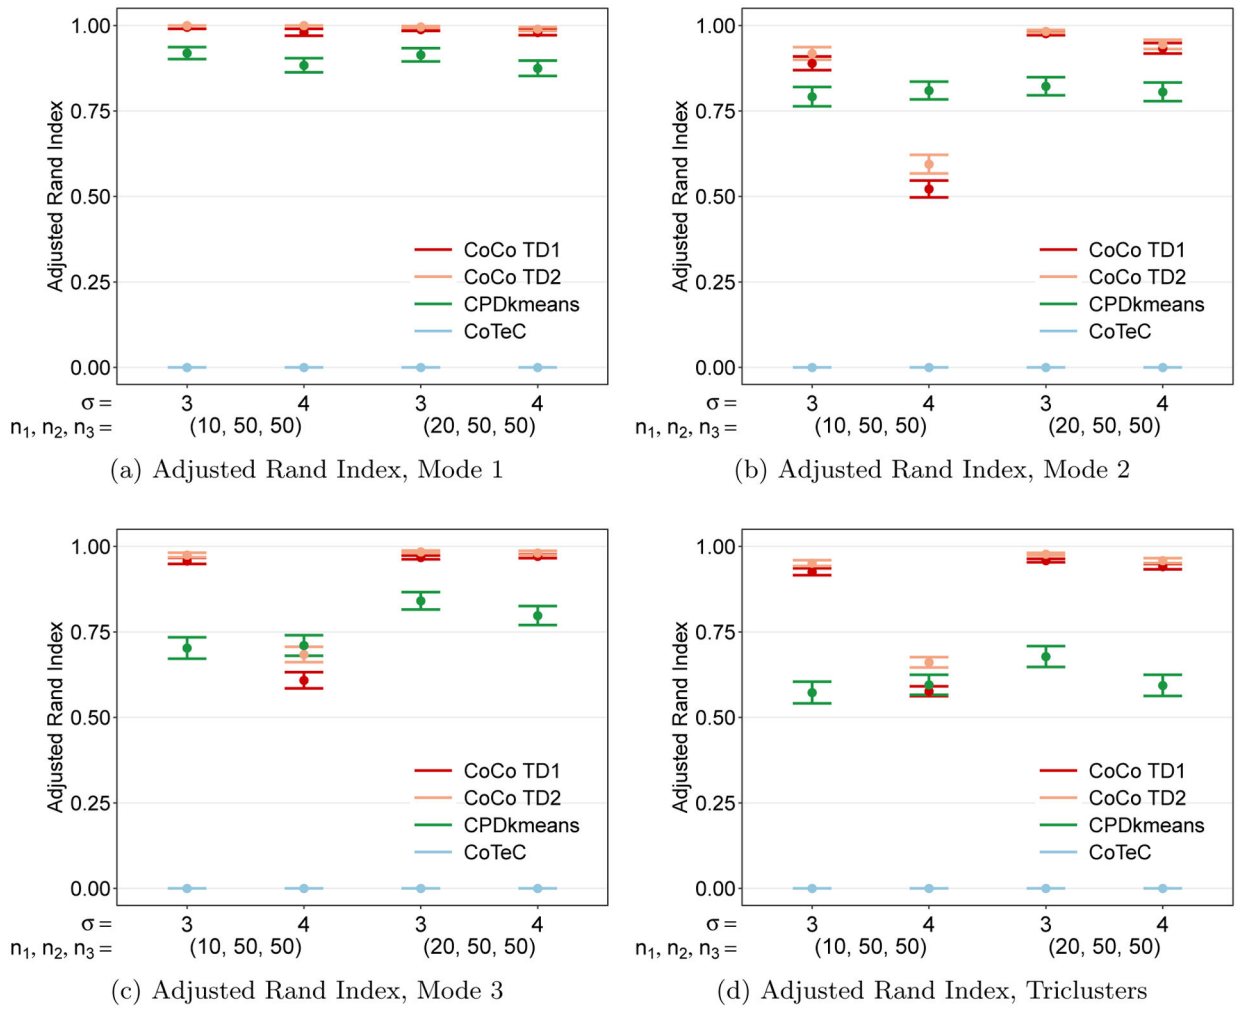 1.00
0.75
0.50
0.25
0.00
Adjusted Rand Index
CoCo TD1
CoCo TD2
CPDkmeans
CoTeC
σ = 3 4 3 4
n1, n2, n3 = (10, 50, 50) (20, 50, 50)
(a) Adjusted Rand Index, Mode 1
1.00
0.75
0.50
0.25
0.00
Adjusted Rand Index
CoCo TD1
CoCo TD2
CPDkmeans
CoTeC
σ = 3 4 3 4
n1, n2, n3 = (10, 50, 50) (20, 50, 50)
(b) Adjusted Rand Index, Mode 2
1.00
0.75
0.50
0.25
0.00
Adjusted Rand Index
CoCo TD1
CoCo TD2
CPDkmeans
CoTeC
σ = 3 4 3 4
n1, n2, n3 = (10, 50, 50) (20, 50, 50)
(c) Adjusted Rand Index, Mode 3
1.00
0.75
0.50
0.25
0.00
Adjusted Rand Index
CoCo TD1
CoCo TD2
CPDkmeans
CoTeC
σ = 3 4 3 4
n1, n2, n3 = (10, 50, 50) (20, 50, 50)
(d) Adjusted Rand Index, Triclusters